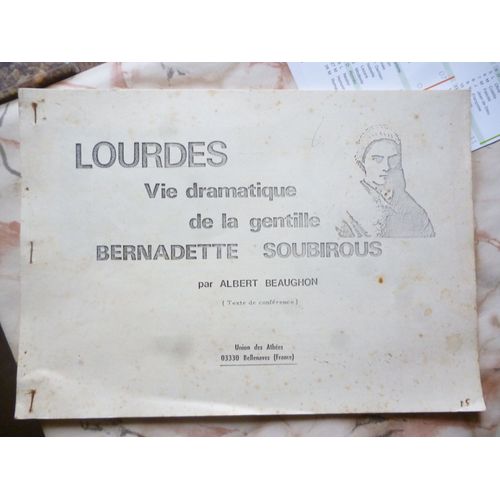 LOURDES
Vie dramatique
de la gentille
BERNADETTE SOUBIROUS
par ALBERT BEAUGHON
(Texte de conférence)
Union des Athées
03330 Bellenaves (France)